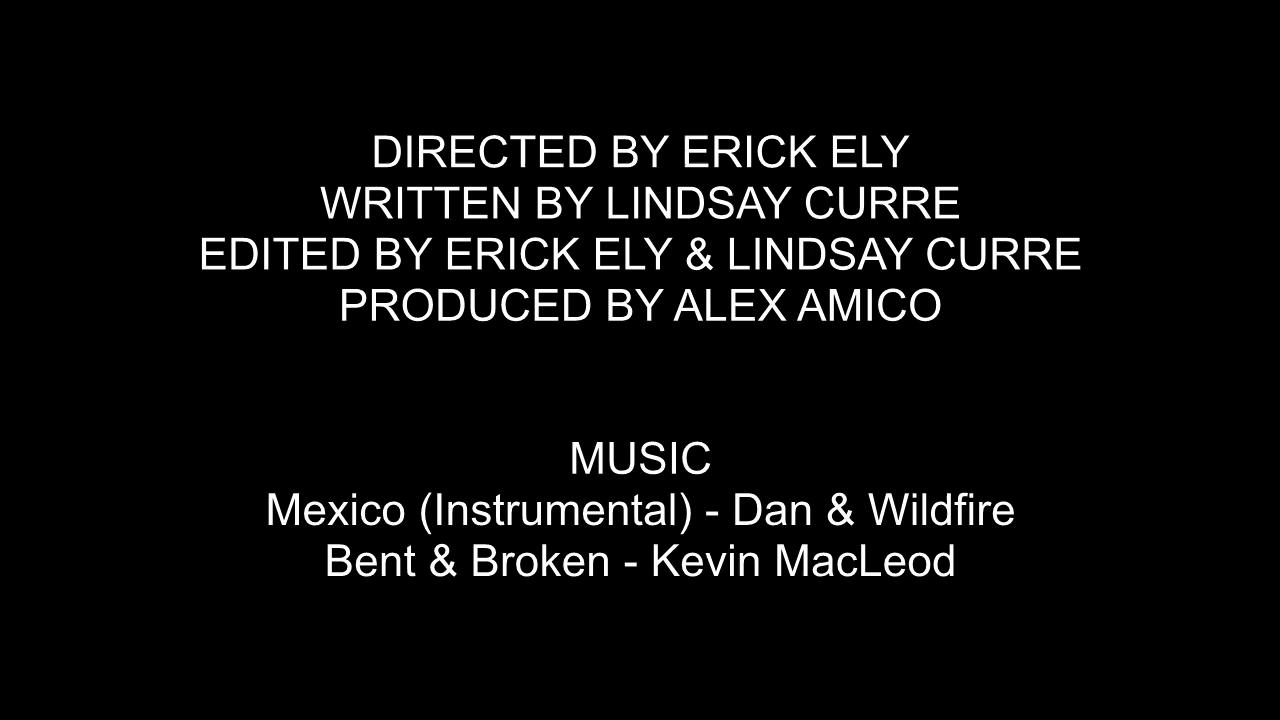 DIRECTED BY ERICK ELY
WRITTEN BY LINDSAY CURRE
EDITED BY ERICK ELY & LINDSAY CURRE
PRODUCED BY ALEX AMICO
MUSIC
Mexico (Instrumental) - Dan & Wildfire
Bent & Broken - Kevin MacLeod